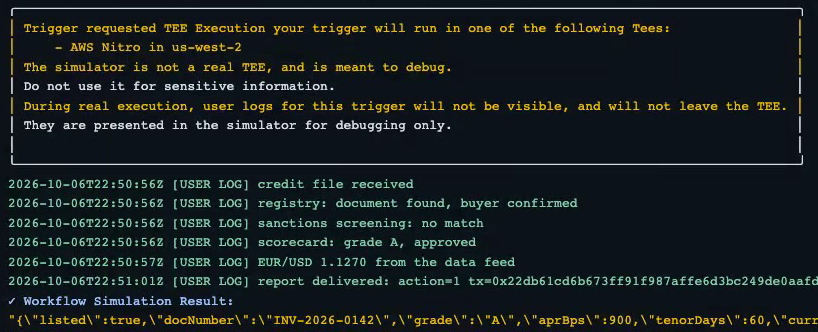 Trigger requested TEE Execution your trigger will run in one of the following Tees:
- AWS Nitro in us-west-2
The simulator is not a real TEE, and is meant to debug.
Do not use it for sensitive information.
During real execution, user logs for this trigger will not be visible, and will not leave the TEE.
They are presented in the simulator for debugging only.
2026-10-06T22:50:56Z [USER LOG] credit file received
2026-10-06T22:50:56Z [USER LOG] registry: document found, buyer confirmed
2026-10-06T22:50:56Z [USER LOG] sanctions screening: no match
2026-10-06T22:50:56Z [USER LOG] scorecard: grade A, approved
2026-10-06T22:50:57Z [USER LOG] EUR/USD 1.1270 from the data feed
2026-10-06T22:51:01Z [USER LOG] report delivered: action=1 tx=0x22db61cd6b673ff91f987affe6d3bc249de0aafd
✓ Workflow Simulation Result:
"{\"listed\":true,\"docNumber\":\"INV-2026-0142\",\"grade\":\"A\",\"aprBps\":900,\"tenorDays\":60,\"curr